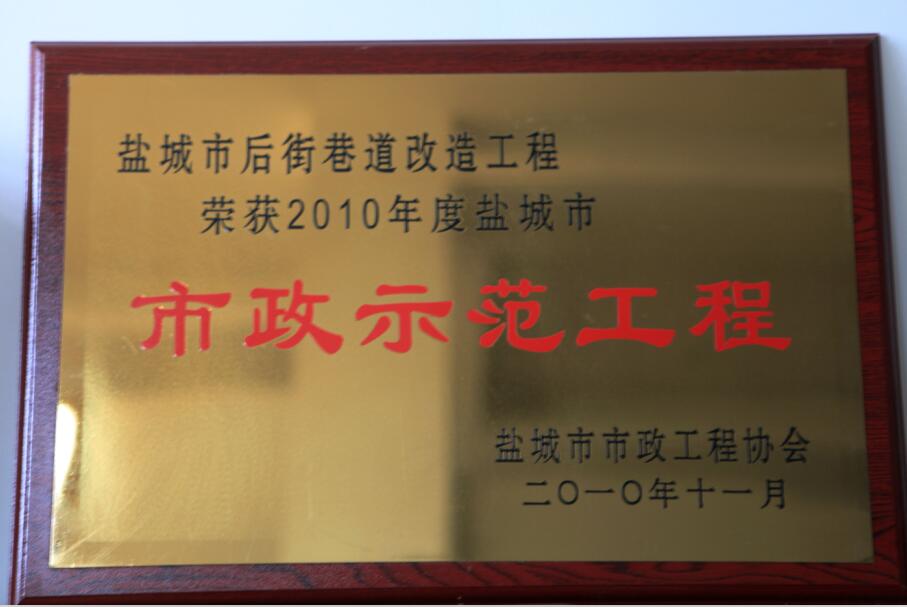 盐城市后街巷道改造工程
荣获2010年度盐城市
市政示范工程
盐城市市政工程协会
二〇一〇年十一月